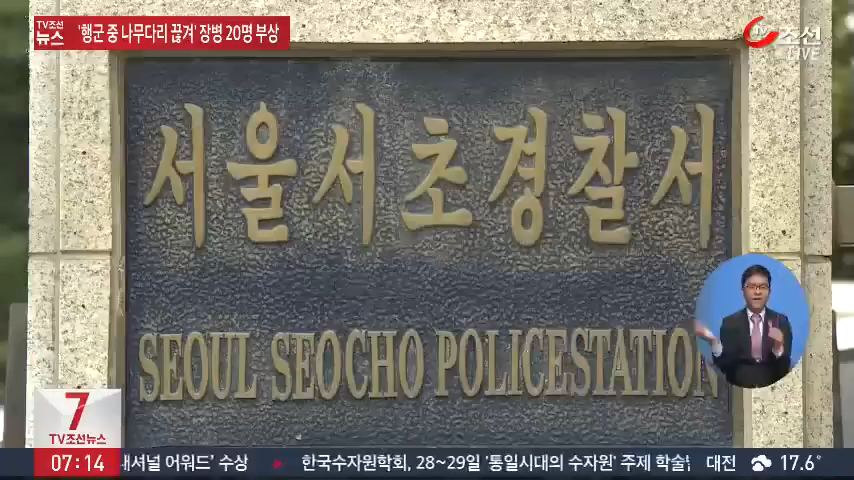 TV조선
뉴스
'행군 중 나무다리 끊겨' 장병 20명 부상
TV조선
LIVE
서울서초경찰서
SEOUL SEOCHO POLICESTATION
7
TV조선뉴스
07:14
내셔널 어워드' 수상 ▶ 한국수자원학회, 28~29일 '통일시대의 수자원' 주제 학술
대전 17.6°